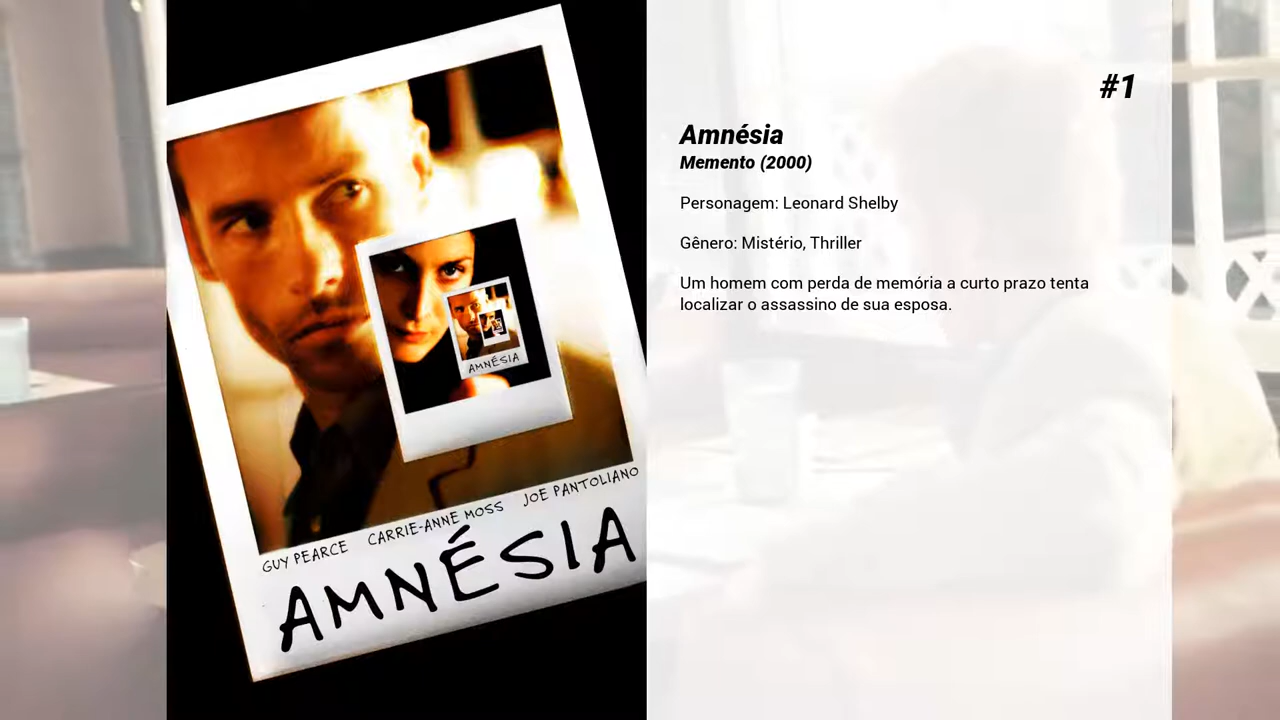 GUY PEARCE CARRIE-ANNE MOSS JOE PANTOLIANO
AMNÉSIA
AMNÉSIA
#1
Amnésia
Memento (2000)
Personagem: Leonard Shelby
Gênero: Mistério, Thriller
Um homem com perda de memória a curto prazo tenta
localizar o assassino de sua esposa.